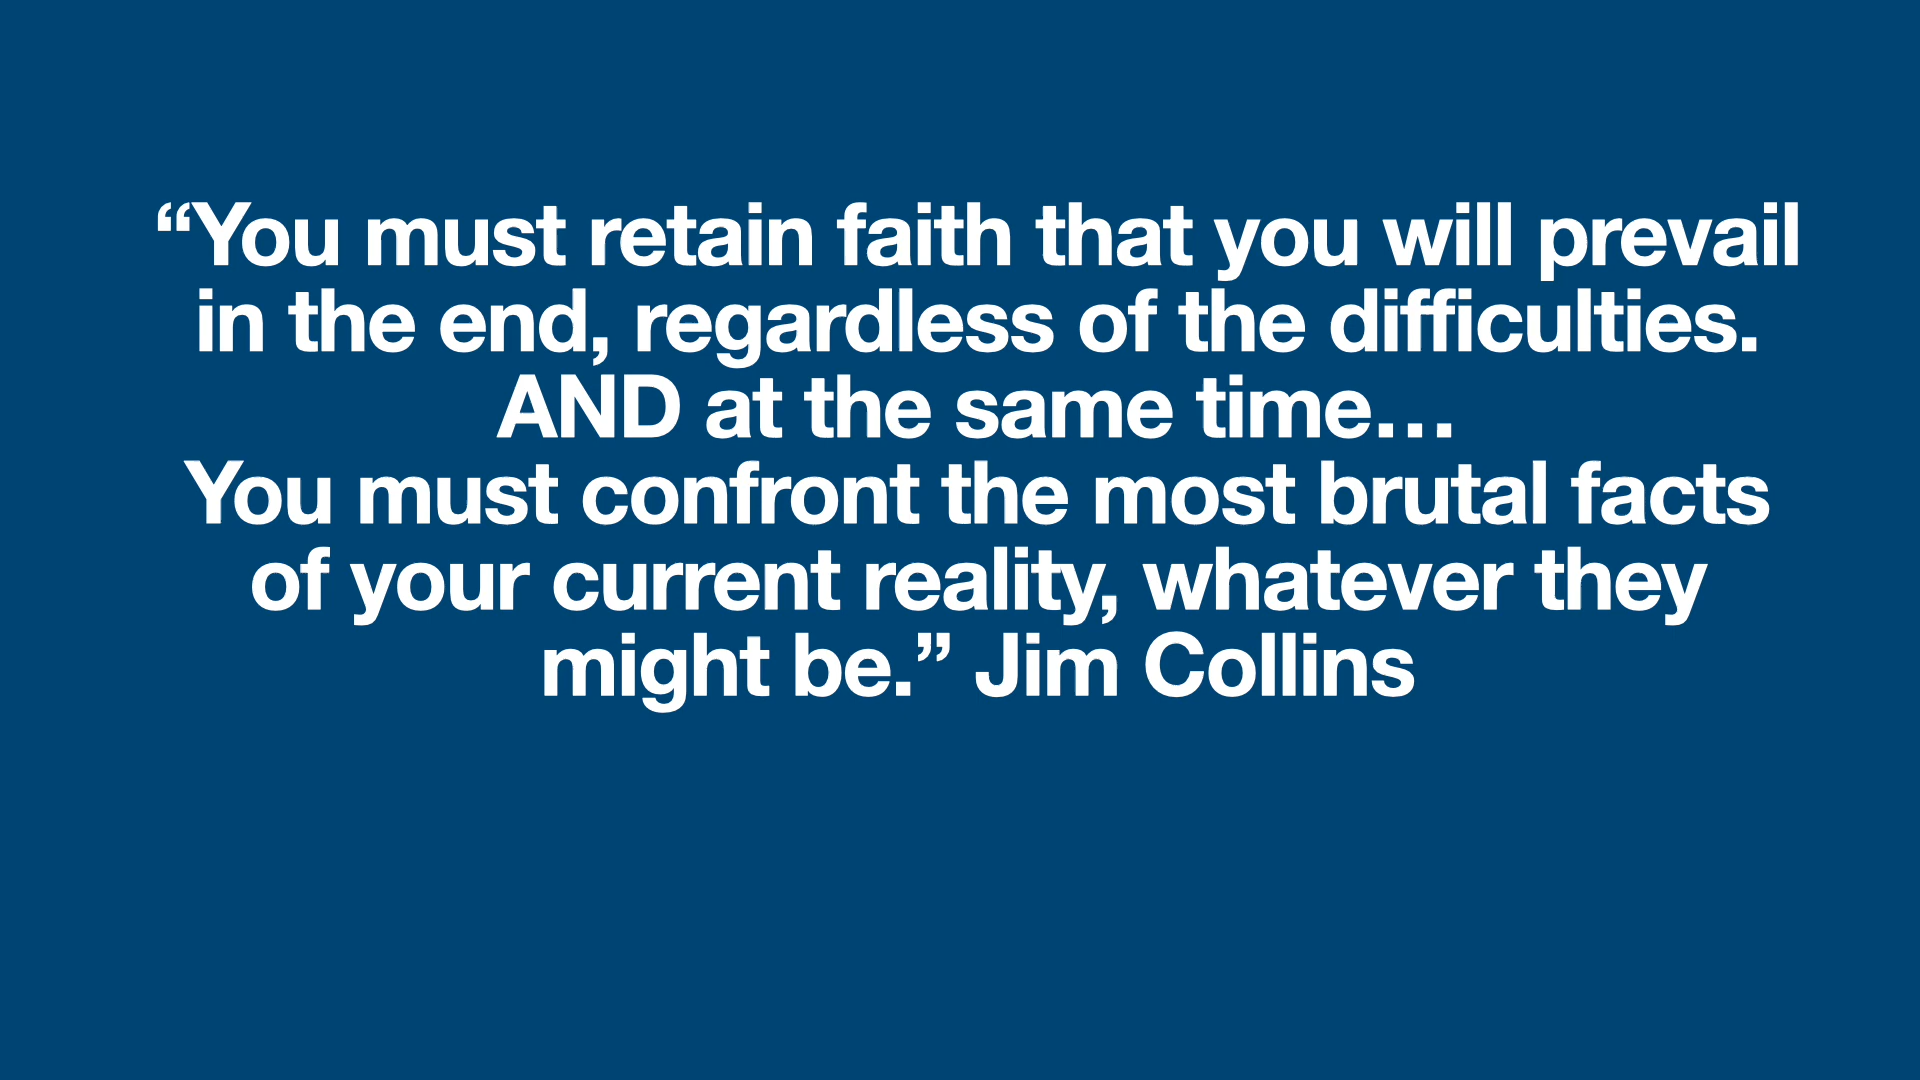 “You must retain faith that you will prevail
in the end, regardless of the difficulties.
AND at the same time…
You must confront the most brutal facts
of your current reality, whatever they
might be.” Jim Collins